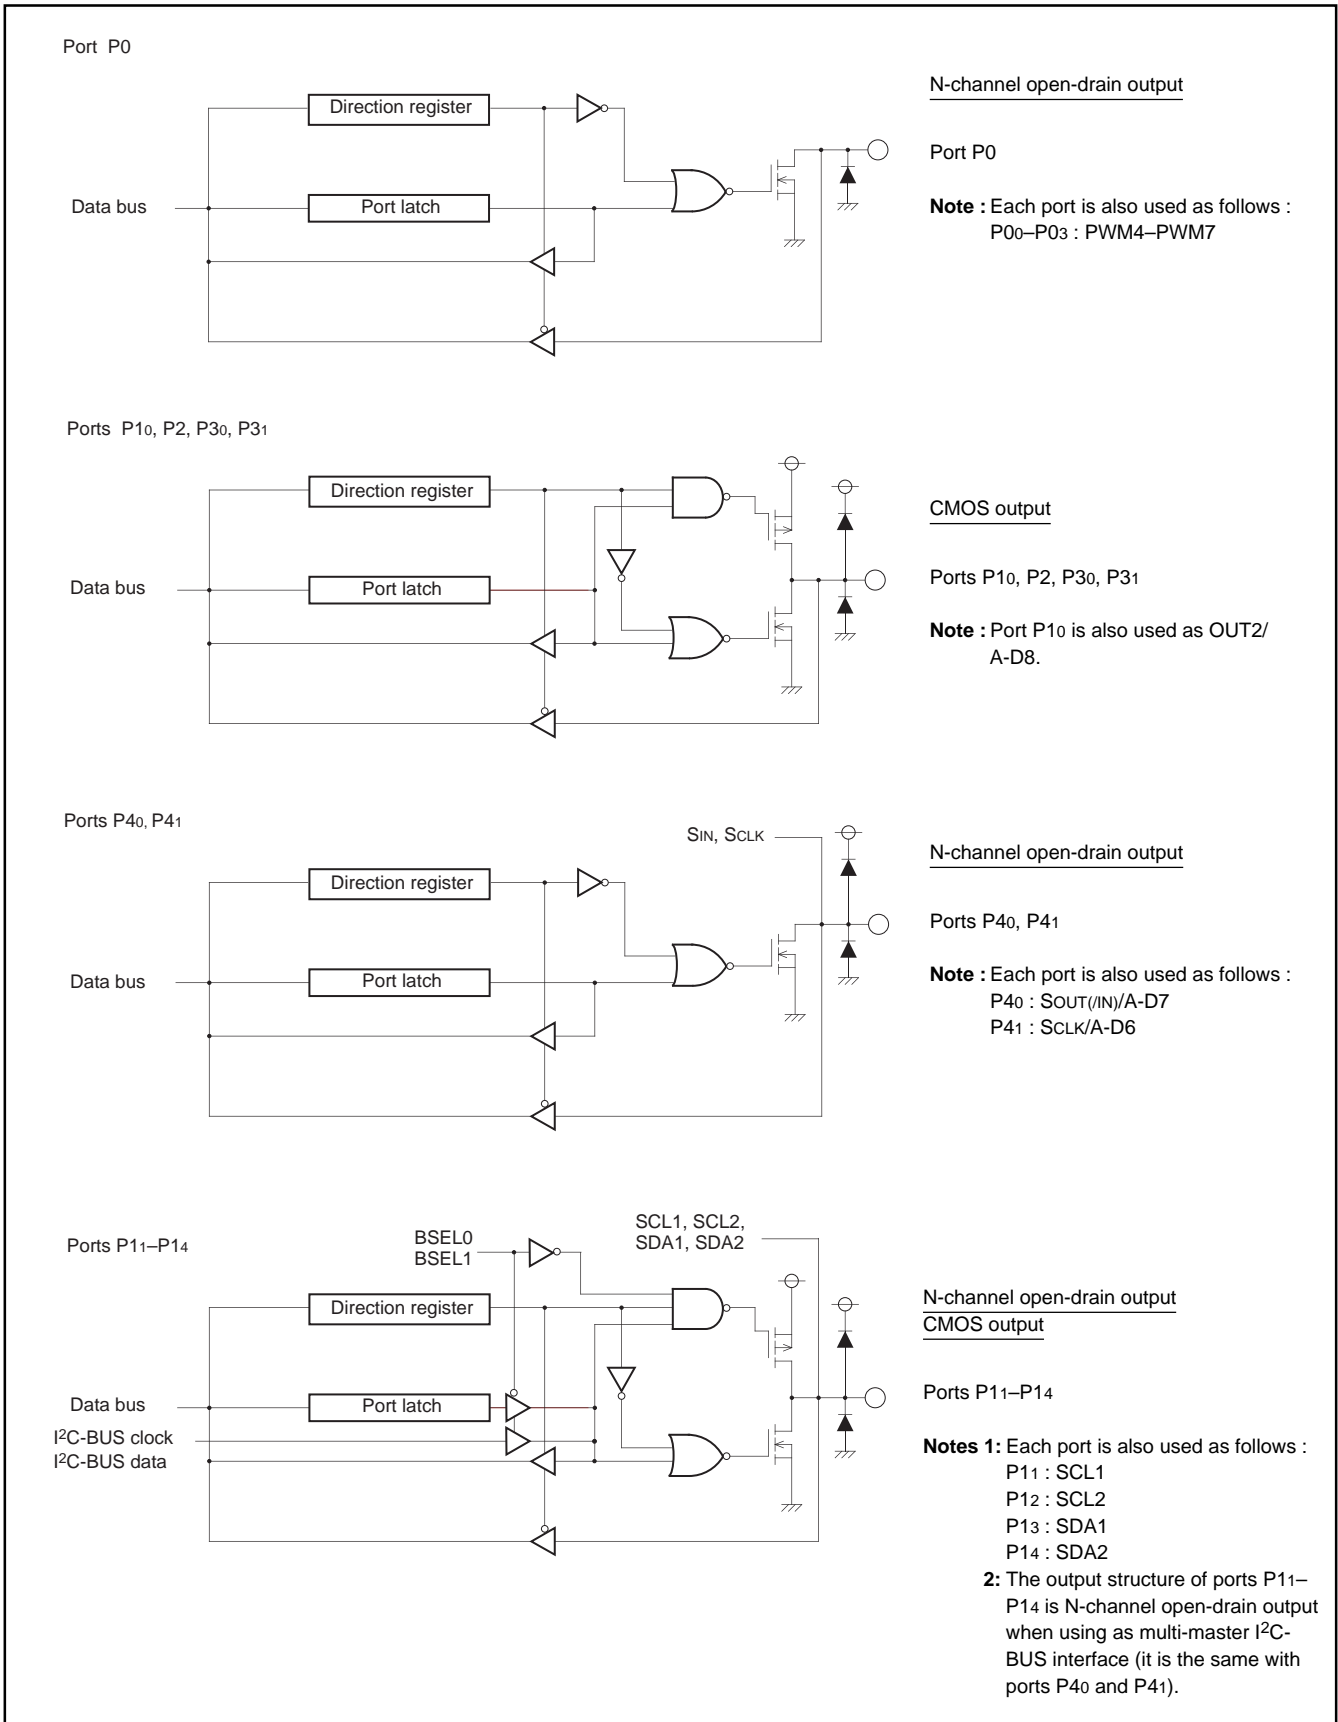 Port P0
N-channel open-drain output
Direction register
Port P0
Data bus
Port latch
Note : Each port is also used as follows :
P00–P03 : PWM4–PWM7
Ports P10, P2, P30, P31
Direction register
CMOS output
Data bus
Port latch
Ports P10, P2, P30, P31
Note : Port P10 is also used as OUT2/
A-D8.
Ports P40, P41
SIN, SCLK
N-channel open-drain output
Direction register
Ports P40, P41
Data bus
Port latch
Note : Each port is also used as follows :
P40 : SOUT(/IN)/A-D7
P41 : SCLK/A-D6
Ports P11–P14
BSEL0
BSEL1
SCL1, SCL2,
SDA1, SDA2
Direction register
N-channel open-drain output
CMOS output
Data bus
Port latch
I2C-BUS clock
I2C-BUS data
Ports P11–P14
Notes 1: Each port is also used as follows :
P11 : SCL1
P12 : SCL2
P13 : SDA1
P14 : SDA2
2: The output structure of ports P11–
P14 is N-channel open-drain output
when using as multi-master I2C-
BUS interface (it is the same with
ports P40 and P41).